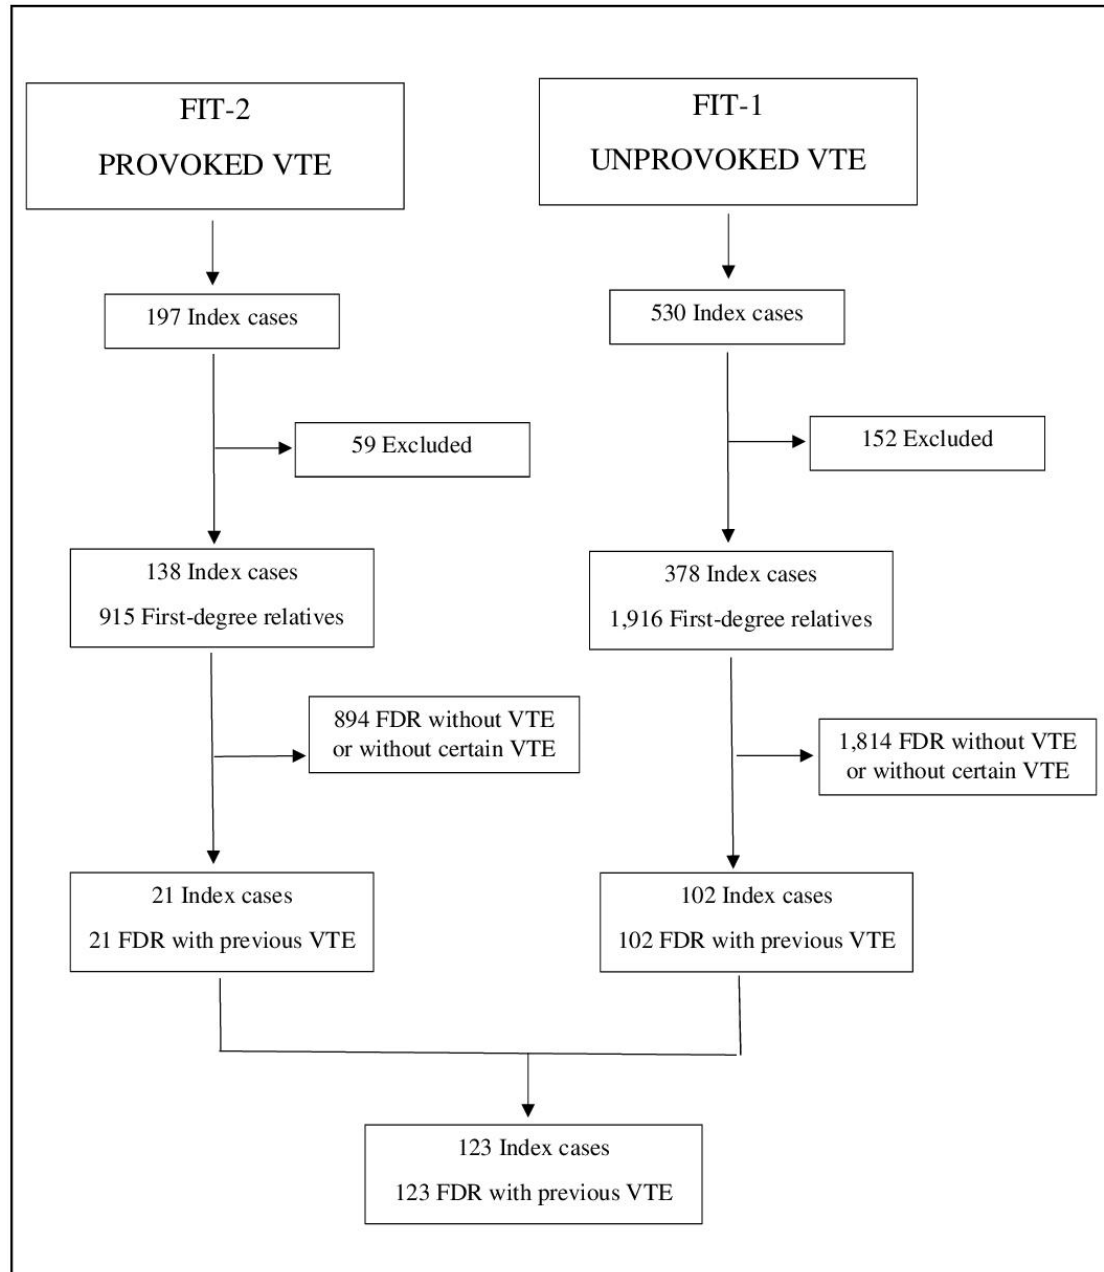 FIT-2
PROVOKED VTE
FIT-1
UNPROVOKED VTE
197 Index cases
530 Index cases
59 Excluded
152 Excluded
138 Index cases
915 First-degree relatives
378 Index cases
1,916 First-degree relatives
894 FDR without VTE
or without certain VTE
1,814 FDR without VTE
or without certain VTE
21 Index cases
21 FDR with previous VTE
102 Index cases
102 FDR with previous VTE
123 Index cases
123 FDR with previous VTE